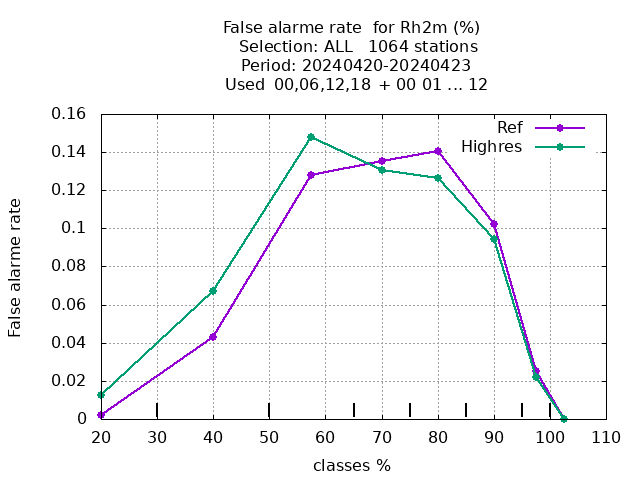 False alarme rate  for Rh2m (%)
Selection: ALL   1064 stations
Period: 20240420-20240423
Used  00,06,12,18 + 00 01 ... 12
0.16
0.14
0.12
0.1
0.08
0.06
0.04
0.02
0
False alarme rate
Ref
Highres
20 30 40 50 60 70 80 90 100 110
classes %